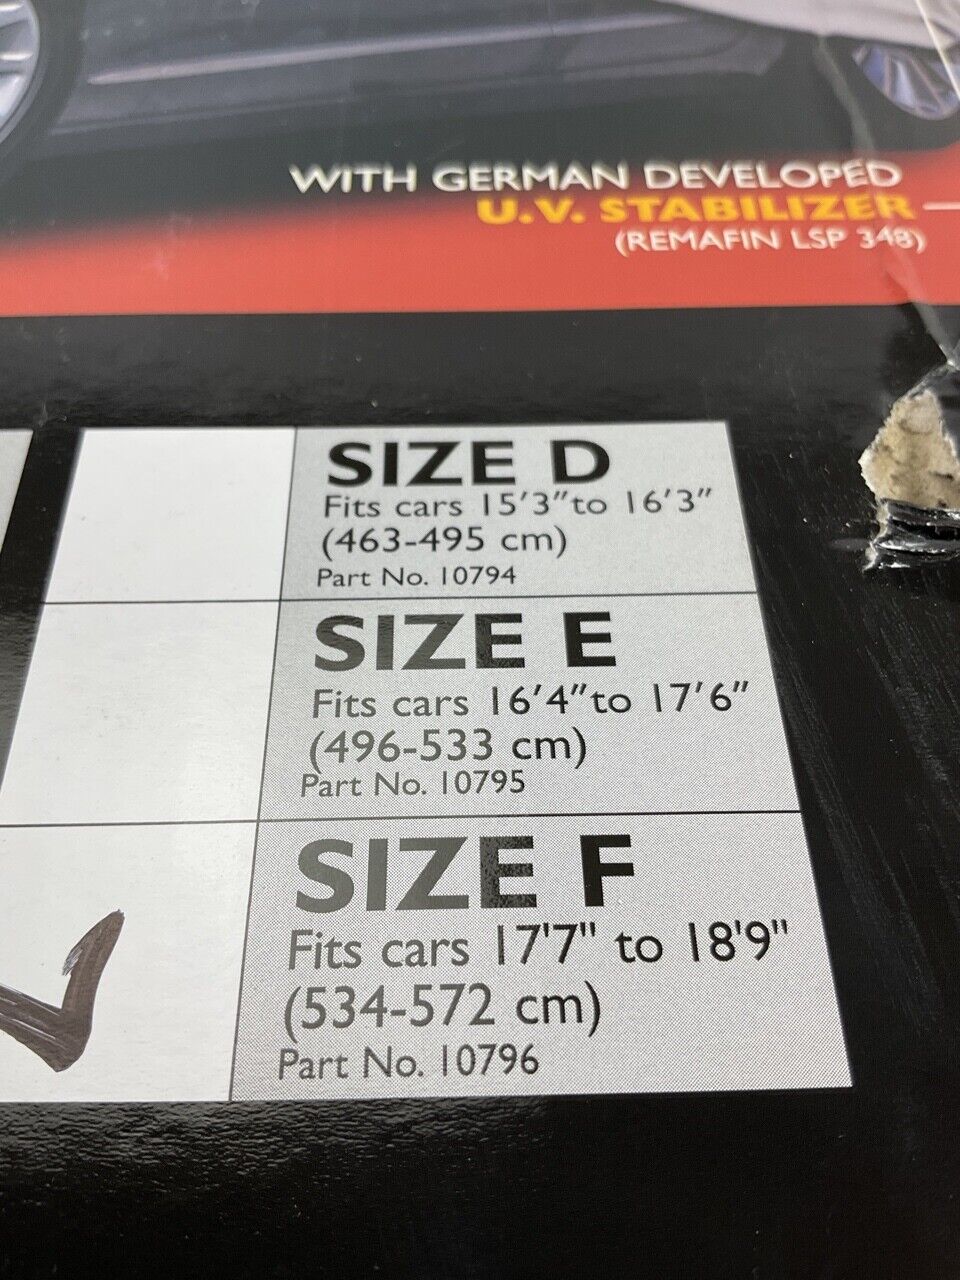 WITH GERMAN DEVELOPED
U.V. STABILIZER
(REMAFIN LSP 348)
SIZE D
Fits cars 15'3" to 16'3"
(463-495 cm)
Part No. 10794
SIZE E
Fits cars 16'4" to 17'6"
(496-533 cm)
Part No. 10795
SIZE F
Fits cars 17'7" to 18'9"
(534-572 cm)
Part No. 10796